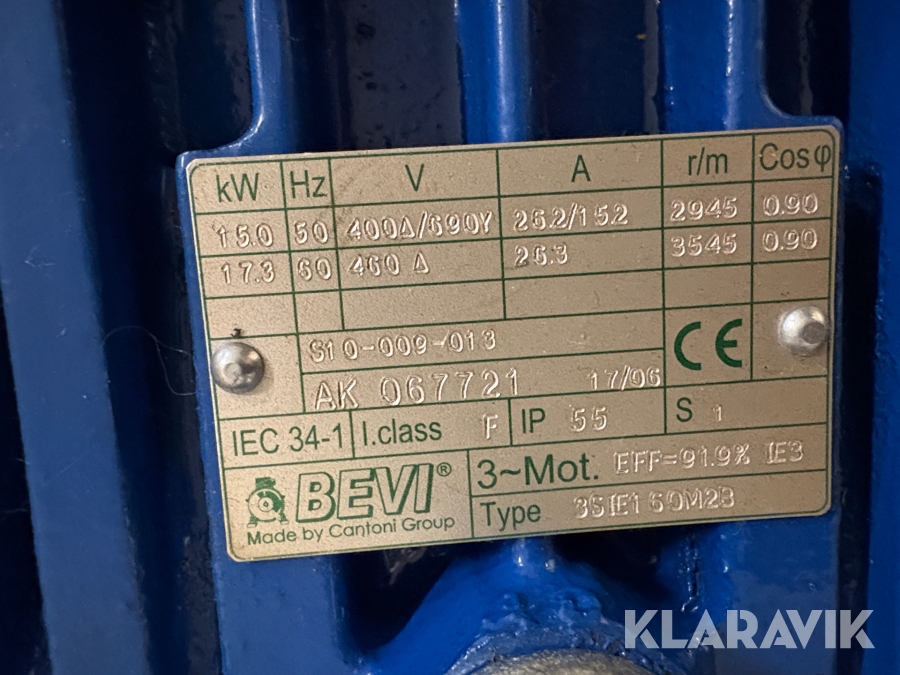 kW Hz V A r/m Cosφ
15.0 50 400Δ/690Y 26.2/15.2 2945 0.90
17.3 60 460 Δ 26.3 3545 0.90
S10-009-013 CE
AK 067721 17/06
IEC 34-1 I.class F IP 55 S 1
BEVI® 3~Mot. EFF=91.9% IE3
Made by Cantoni Group Type 3SIE160M2B
KLARAVIK